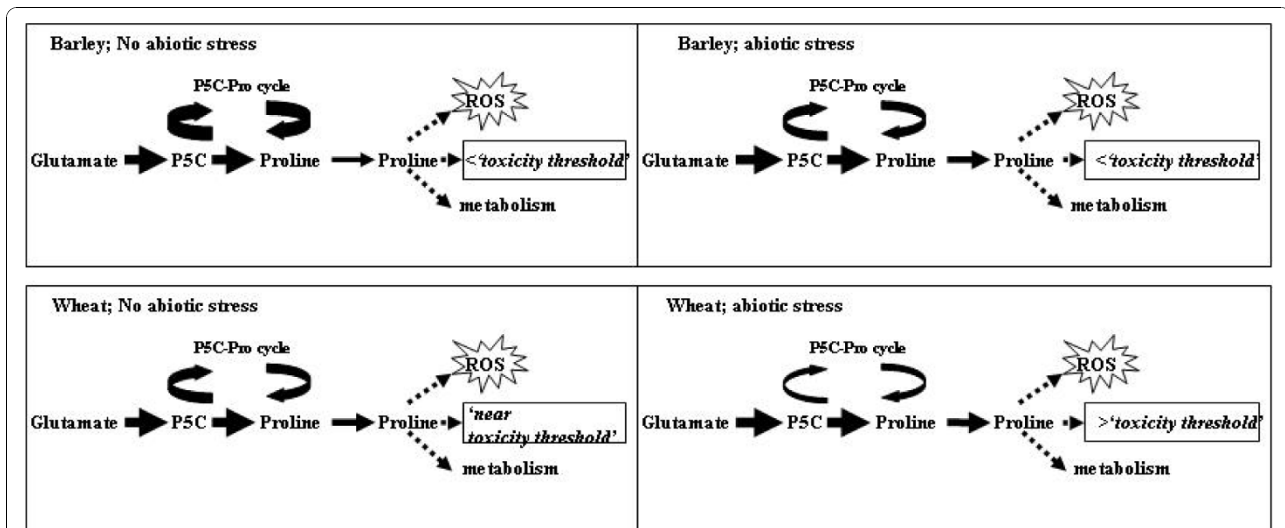 Barley; No abiotic stress
P5C-Pro cycle
ROS
Glutamate P5C Proline Proline <‘toxicity threshold’
metabolism
Barley; abiotic stress
P5C-Pro cycle
ROS
Glutamate P5C Proline Proline <‘toxicity threshold’
metabolism
Wheat; No abiotic stress
P5C-Pro cycle
ROS
‘near
Glutamate P5C Proline Proline toxicity threshold’
metabolism
Wheat; abiotic stress
P5C-Pro cycle
ROS
Glutamate P5C Proline Proline >‘toxicity threshold’
metabolism